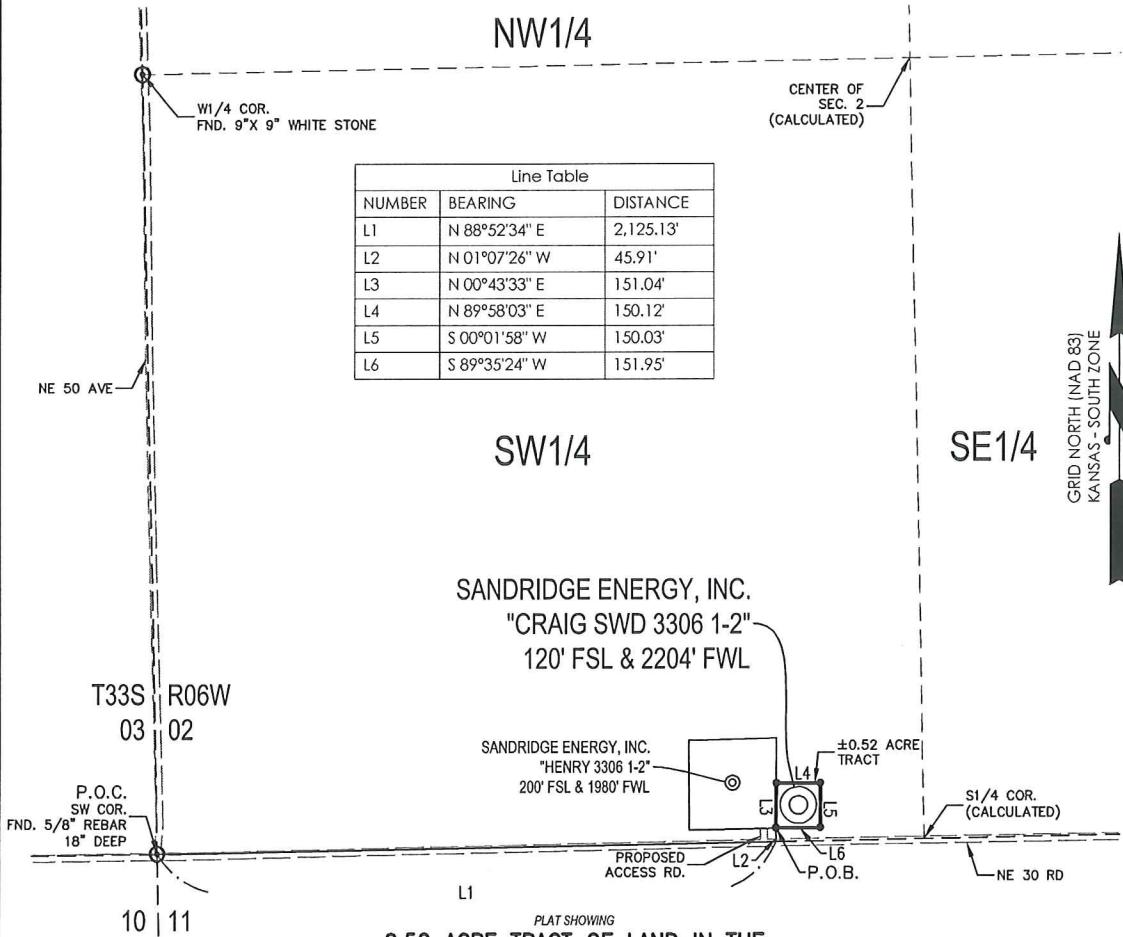 NW1/4
W1/4 COR.
FND. 9"X 9" WHITE STONE
CENTER OF
SEC. 2
(CALCULATED)
Line Table
NUMBER BEARING DISTANCE
L1 N 88°52'34" E 2,125.13'
L2 N 01°07'26" W 45.91'
L3 N 00°43'33" E 151.04'
L4 N 89°58'03" E 150.12'
L5 S 00°01'58" W 150.03'
L6 S 89°35'24" W 151.95'
NE 50 AVE
SW1/4
SE1/4
GRID NORTH (NAD 83)
KANSAS - SOUTH ZONE
SANDRIDGE ENERGY, INC.
"CRAIG SWD 3306 1-2"
120' FSL & 2204' FWL
T33S R06W
03 02
SANDRIDGE ENERGY, INC.
"HENRY 3306 1-2"
200' FSL & 1980' FWL
±0.52 ACRE
TRACT
L4
L3
L5
P.O.C.
SW COR.
FND. 5/8" REBAR
18" DEEP
S1/4 COR.
(CALCULATED)
PROPOSED
ACCESS RD.
L2
L6
P.O.B.
NE 30 RD
L1
10 11
PLAT SHOWING